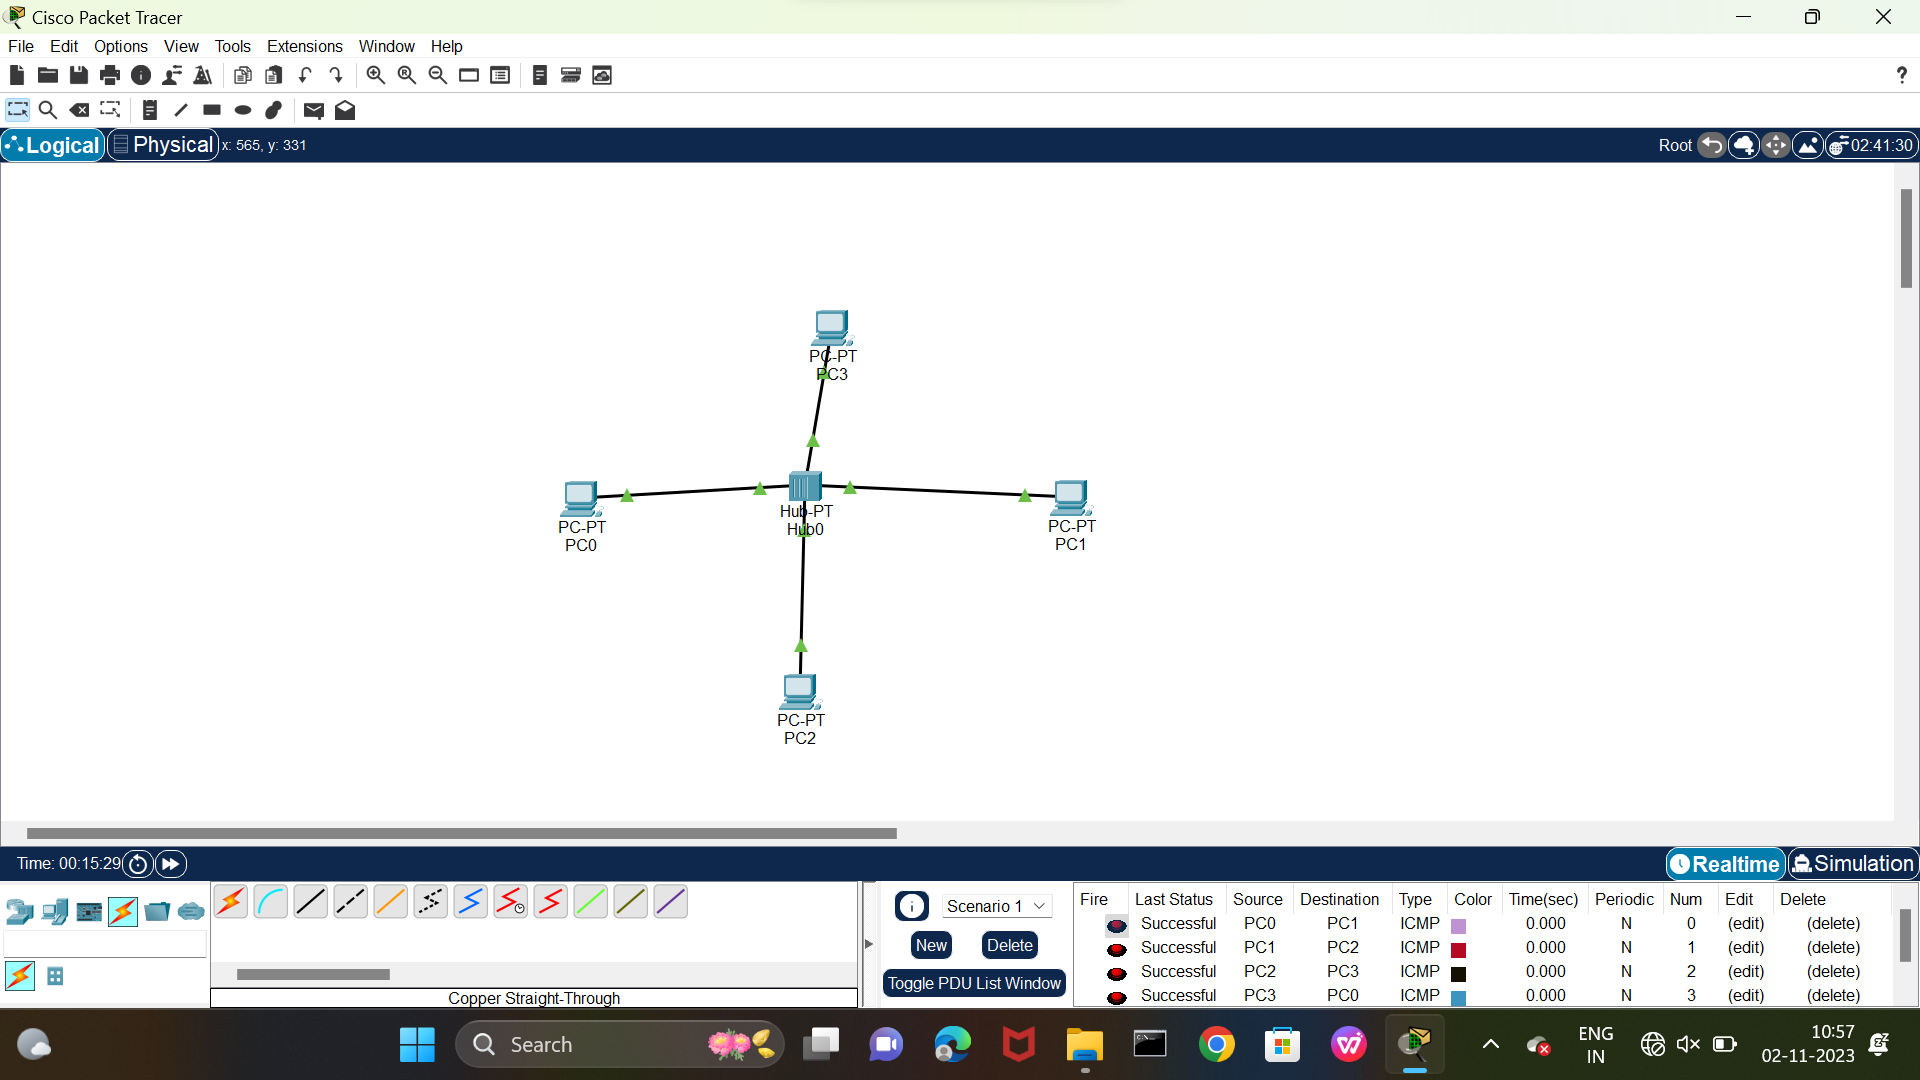 Cisco Packet Tracer
File Edit Options View Tools Extensions Window Help
?
Logical Physical x: 565, y: 331 Root 02:41:30
PC-PT
PC3
PC-PT
PC0
Hub-PT
Hub0
PC-PT
PC1
PC-PT
PC2
Time: 00:15:29 Realtime Simulation
Scenario 1
New Delete
Toggle PDU List Window
Copper Straight-Through
Fire Last Status Source Destination Type Color Time(sec) Periodic Num Edit Delete
Successful PC0 PC1 ICMP 0.000 N 0 (edit) (delete)
Successful PC1 PC2 ICMP 0.000 N 1 (edit) (delete)
Successful PC2 PC3 ICMP 0.000 N 2 (edit) (delete)
Successful PC3 PC0 ICMP 0.000 N 3 (edit) (delete)
Search
ENG
IN
10:57
02-11-2023